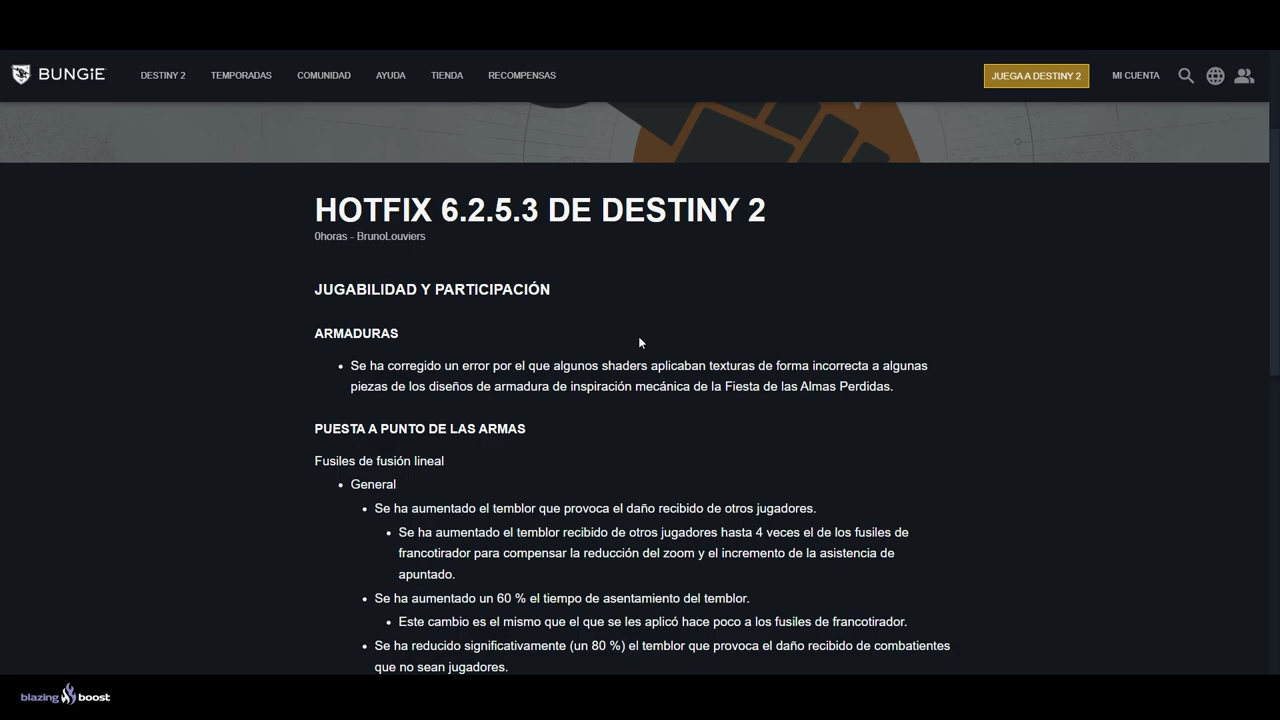 BUNGiE DESTINY 2 TEMPORADAS COMUNIDAD AYUDA TIENDA RECOMPENSAS JUEGA A DESTINY 2 MI CUENTA
HOTFIX 6.2.5.3 DE DESTINY 2
0horas - BrunoLouviers
JUGABILIDAD Y PARTICIPACIÓN
ARMADURAS
• Se ha corregido un error por el que algunos shaders aplicaban texturas de forma incorrecta a algunas
piezas de los diseños de armadura de inspiración mecánica de la Fiesta de las Almas Perdidas.
PUESTA A PUNTO DE LAS ARMAS
Fusiles de fusión lineal
• General
• Se ha aumentado el temblor que provoca el daño recibido de otros jugadores.
• Se ha aumentado el temblor recibido de otros jugadores hasta 4 veces el de los fusiles de
francotirador para compensar la reducción del zoom y el incremento de la asistencia de
apuntado.
• Se ha aumentado un 60 % el tiempo de asentamiento del temblor.
• Este cambio es el mismo que el que se les aplicó hace poco a los fusiles de francotirador.
• Se ha reducido significativamente (un 80 %) el temblor que provoca el daño recibido de combatientes
que no sean jugadores.
blazing boost